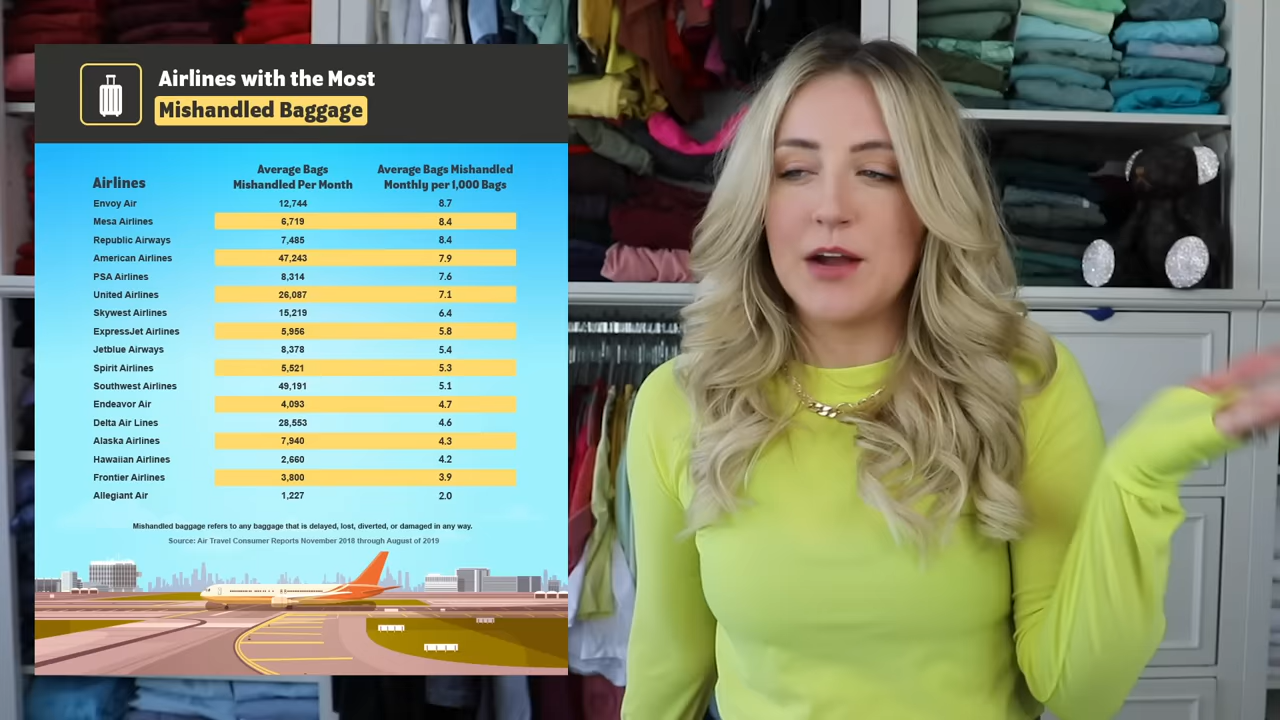 Airlines with the Most
Mishandled Baggage
Airlines Average Bags Mishandled Per Month Average Bags Mishandled Monthly per 1,000 Bags
Envoy Air 12,744 8.7
Mesa Airlines 6,719 8.4
Republic Airways 7,485 8.4
American Airlines 47,243 7.9
PSA Airlines 8,314 7.6
United Airlines 26,087 7.1
Skywest Airlines 15,219 6.4
ExpressJet Airlines 5,956 5.8
Jetblue Airways 8,378 5.4
Spirit Airlines 5,521 5.3
Southwest Airlines 49,191 5.1
Endeavor Air 4,093 4.7
Delta Air Lines 28,553 4.6
Alaska Airlines 7,940 4.3
Hawaiian Airlines 2,660 4.2
Frontier Airlines 3,800 3.9
Allegiant Air 1,227 2.0
Mishandled baggage refers to any baggage that is delayed, lost, diverted, or damaged in any way.
Source: Air Travel Consumer Reports November 2018 through August of 2019